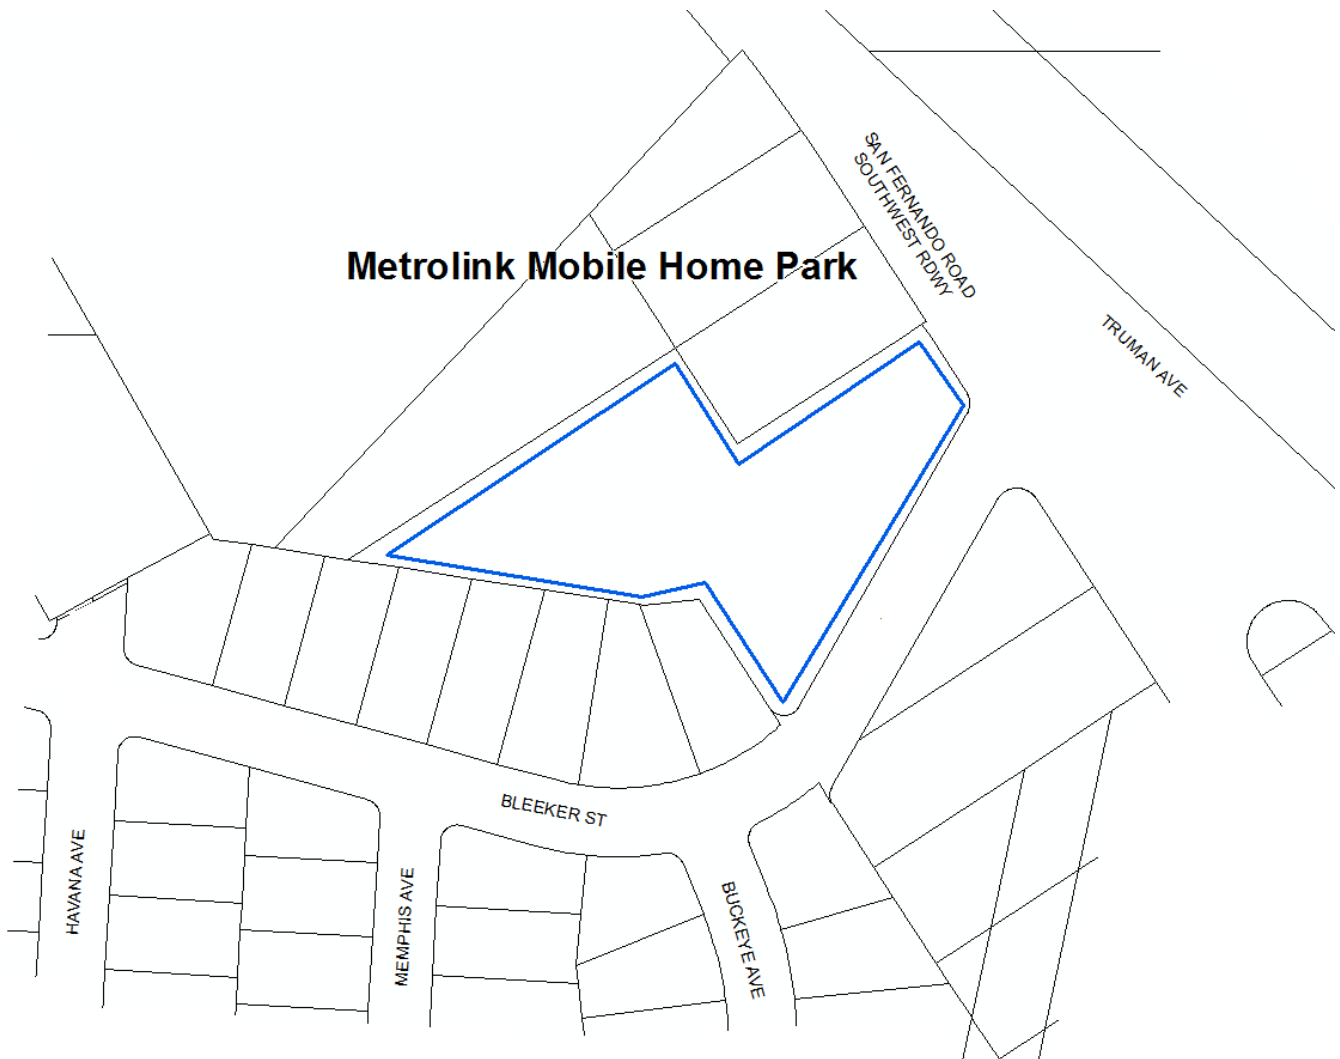 SAN FERNANDO ROAD
SOUTHWEST RDWY
Metrolink Mobile Home Park
TRUMAN AVE
BLEEKER ST
HAVANA AVE
MEMPHIS AVE
BUCKEYE AVE